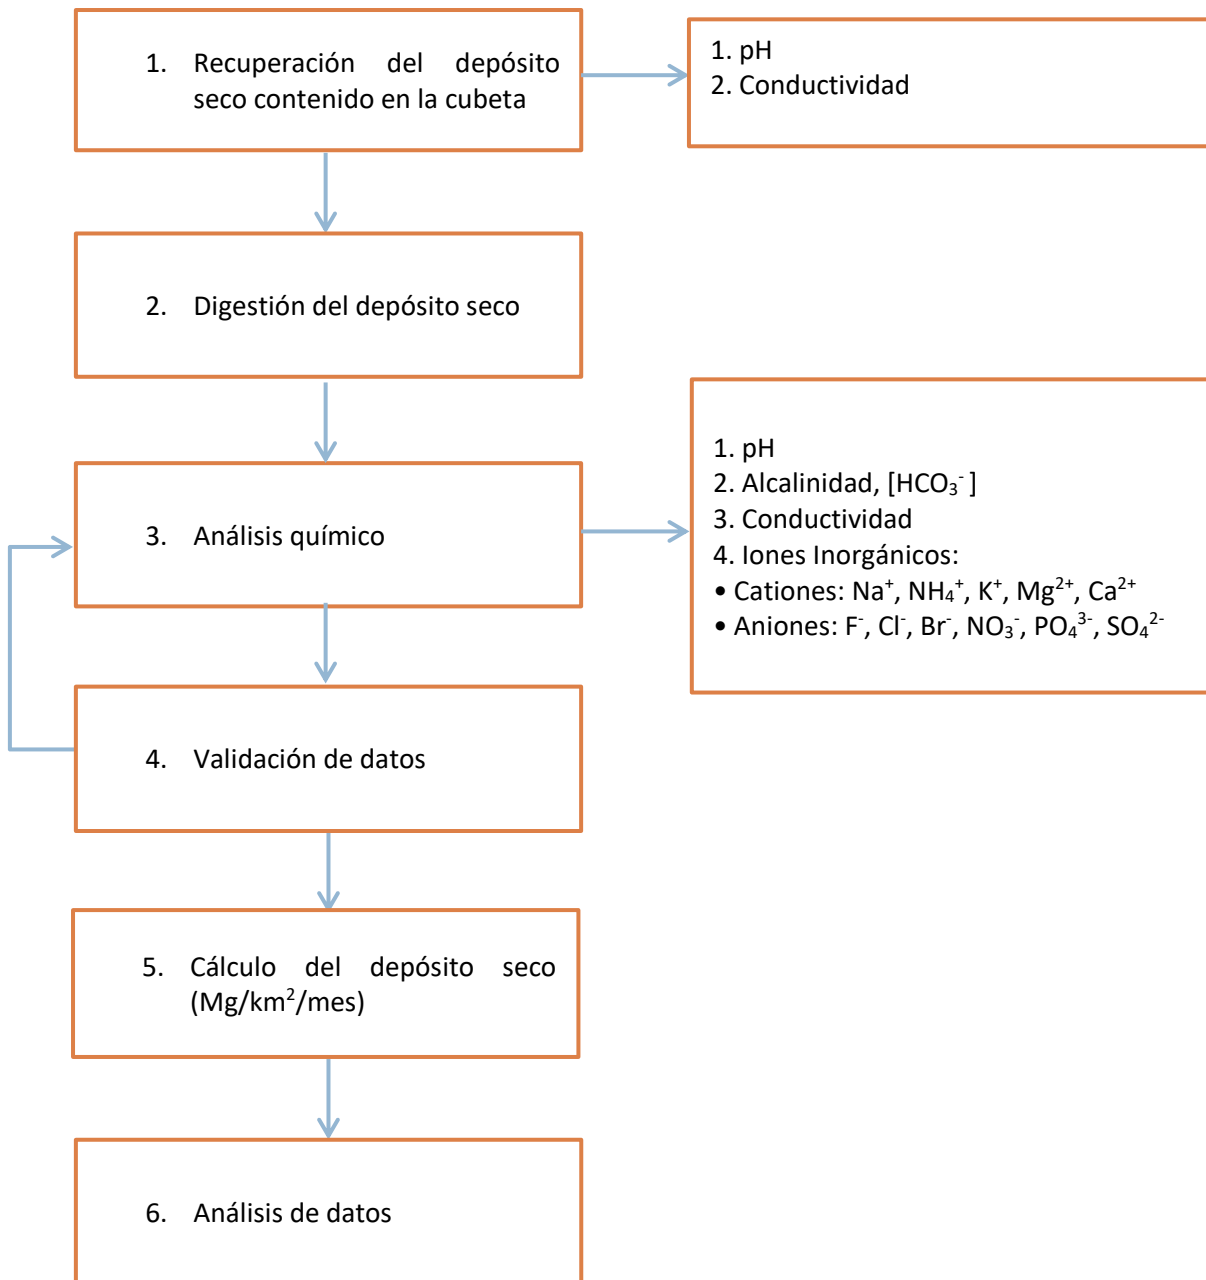 1. Recuperación del depósito
seco contenido en la cubeta
1. pH
2. Conductividad
2. Digestión del depósito seco
3. Análisis químico
1. pH
2. Alcalinidad, [HCO₃⁻ ]
3. Conductividad
4. Iones Inorgánicos:
• Cationes: Na⁺, NH₄⁺, K⁺, Mg²⁺, Ca²⁺
• Aniones: F⁻, Cl⁻, Br⁻, NO₃⁻, PO₄³⁻, SO₄²⁻
4. Validación de datos
5. Cálculo del depósito seco
(Mg/km²/mes)
6. Análisis de datos